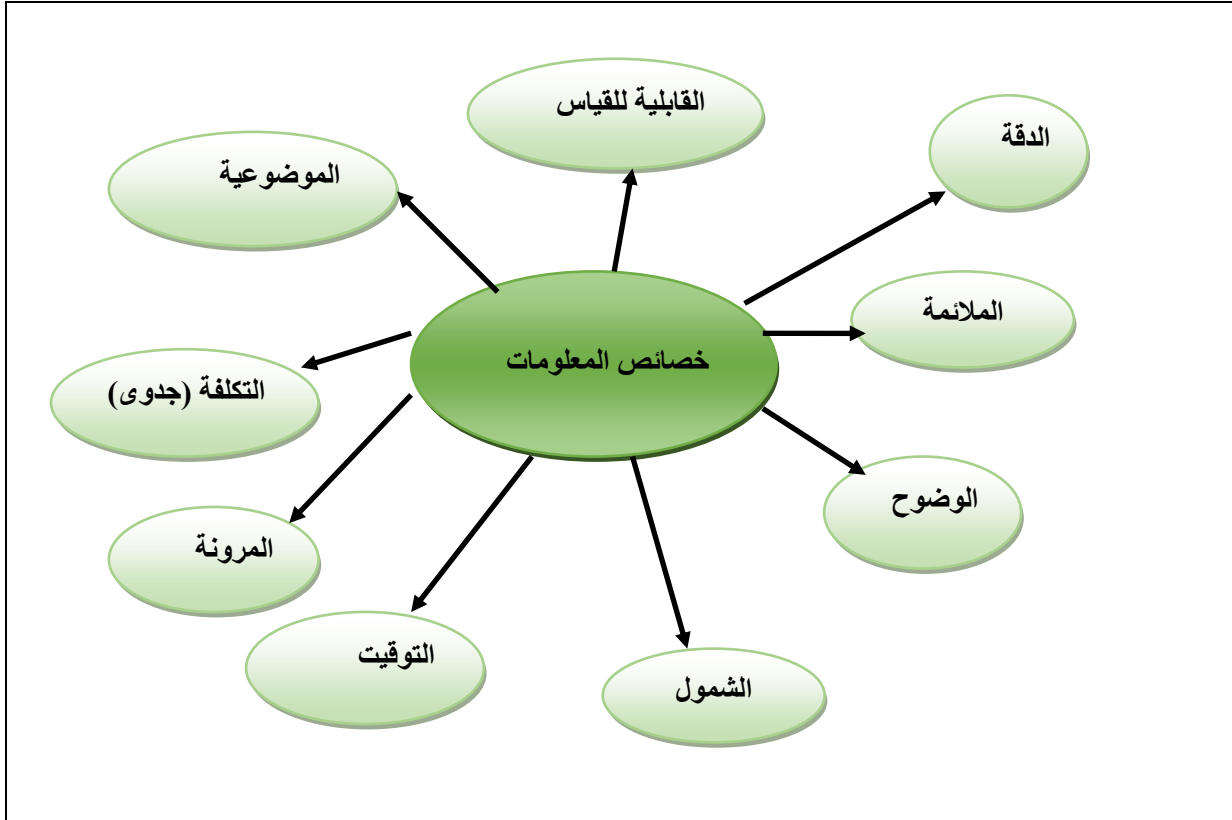 القابلية للقياس
الدقة
الموضوعية
الملائمة
خصائص المعلومات
التكلفة (جدوى)
الوضوح
المرونة
التوقيت
الشمول